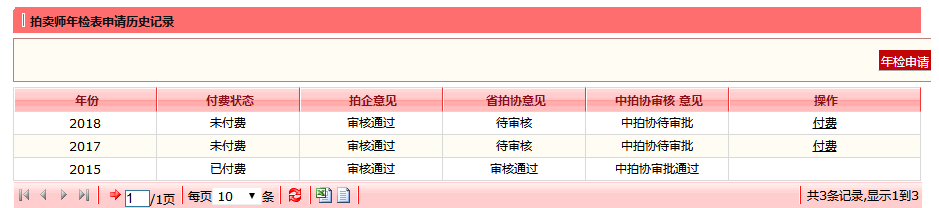 拍卖师年检表申请历史记录
年检申请
年份 付费状态 拍企意见 省拍协意见 中拍协审核 意见 操作
2018 未付费 审核通过 待审核 中拍协待审批 付费
2017 未付费 审核通过 待审核 中拍协待审批 付费
2015 已付费 审核通过 审核通过 中拍协审批通过
1/1页 每页 10 条 共3条记录,显示1到3